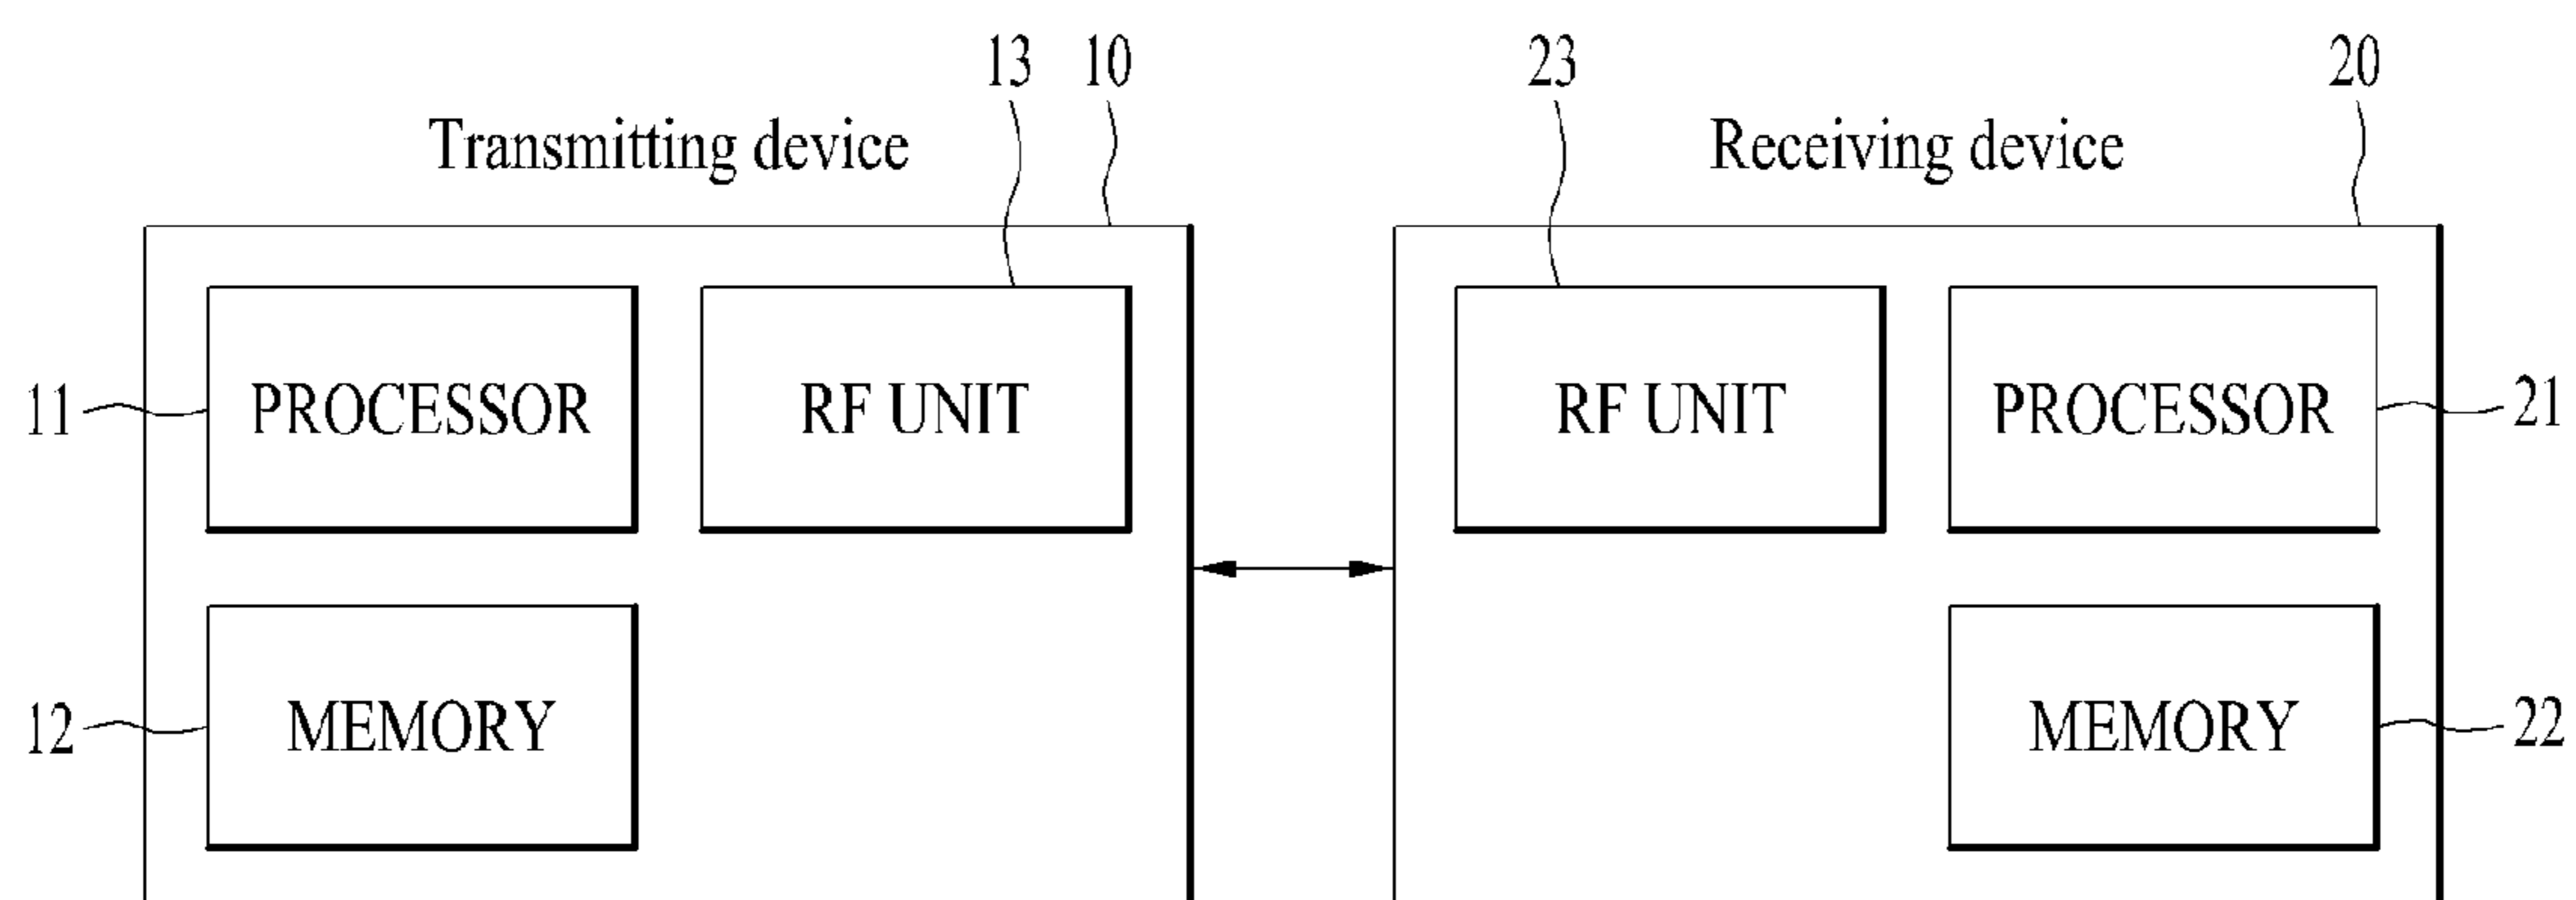 13 10 23 20
Transmitting device Receiving device
11 PROCESSOR RF UNIT RF UNIT PROCESSOR 21
12 MEMORY MEMORY 22